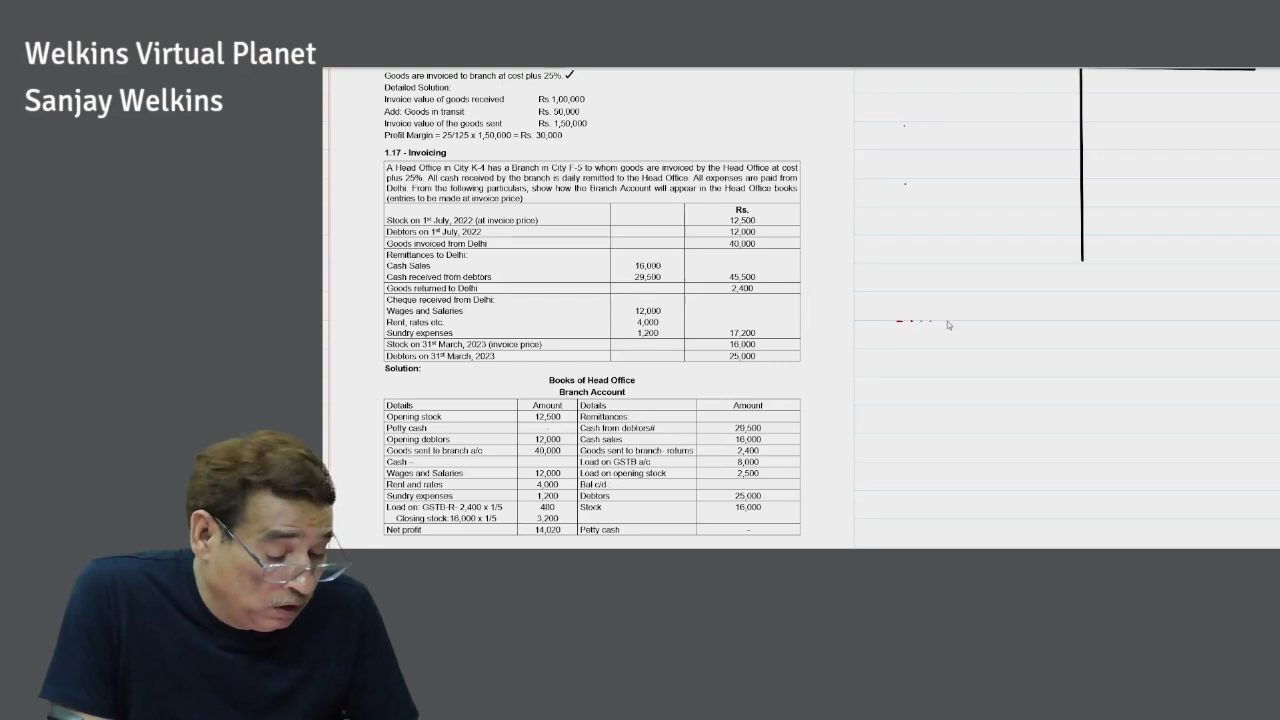 Welkins Virtual Planet
Sanjay Welkins
Goods are invoiced to branch at cost plus 25%. ✓
Detailed Solution:
Invoice value of goods received Rs.1,00,000
Add: Goods in transit Rs. 50,000
Invoice value of the goods sent Rs. 1,50,000
Profit Margin = 25/125 x 1,50,000 = Rs. 30,000
1.17 - Invoicing
A Head Office in City K-4 has a Branch in City F-5 to whom goods are invoiced by the Head Office at cost
plus 25%. All cash received by the branch is daily remitted to the Head Office. All expenses are paid from
Delhi. From the following particulars, show how the Branch Account will appear in the Head Office books
(entries to be made at invoice price)
Rs.
Stock on 1st July, 2022 (at invoice price) 12,500
Debtors on 1st July, 2022 12,000
Goods invoiced from Delhi 40,000
Remittances to Delhi:
Cash Sales 16,000
Cash received from debtors 29,500 45,500
Goods returned to Delhi 2,400
Cheque received from Delhi:
Wages and Salaries 12,000
Rent, rates etc. 4,000
Sundry expenses 1,200 17,200
Stock on 31st March, 2023 (invoice price) 16,000
Debtors on 31st March, 2023 25,000
Solution:
Books of Head Office
Branch Account
Details Amount Details Amount
Opening stock 12,500 Remittances:
Petty cash - Cash from debtors# 29,500
Opening debtors 12,000 Cash sales 16,000
Goods sent to branch a/c 40,000 Goods sent to branch- returns 2,400
Cash – Load on GSTB a/c 8,000
Wages and Salaries 12,000 Load on opening stock 2,500
Rent and rates 4,000 Bal c/d :
Sundry expenses 1,200 Debtors 25,000
Load on: GSTB-R- 2,400 x 1/5 480 Stock 16,000
Closing stock 16,000 x 1/5 3,200
Net profit 14,020 Petty cash -